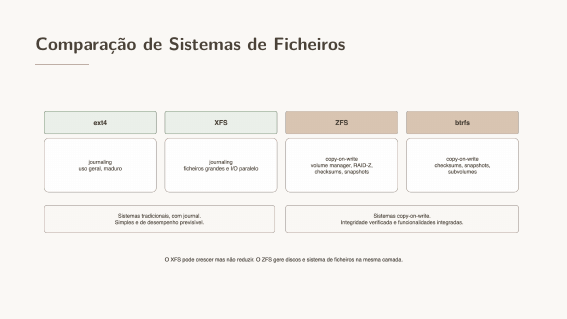 Comparação de Sistemas de Ficheiros
ext4
XFS
ZFS
btrfs
journaling
uso geral, maduro
journaling
ficheiros grandes e I/O paralelo
copy-on-write
volume manager, RAID-Z,
checksums, snapshots
copy-on-write
checksums, snapshots,
subvolumes
Sistemas tradicionais, com journal.
Simples e de desempenho previsível.
Sistemas copy-on-write.
Integridade verificada e funcionalidades integradas.
O XFS pode crescer mas não reduzir. O ZFS gere discos e sistema de ficheiros na mesma camada.